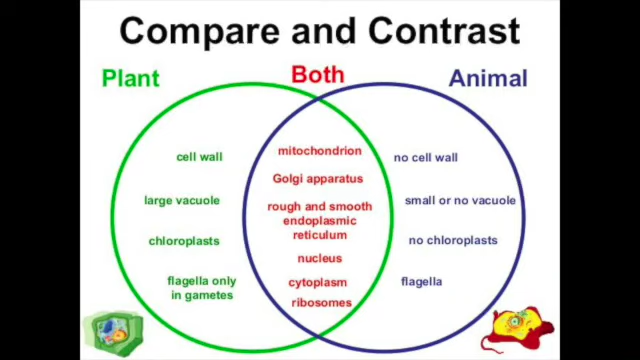 Compare and Contrast
Plant
Both
Animal
cell wall
large vacuole
chloroplasts
flagella only
in gametes
mitochondrion
Golgi apparatus
rough and smooth
endoplasmic
reticulum
nucleus
cytoplasm
ribosomes
no cell wall
small or no vacuole
no chloroplasts
flagella